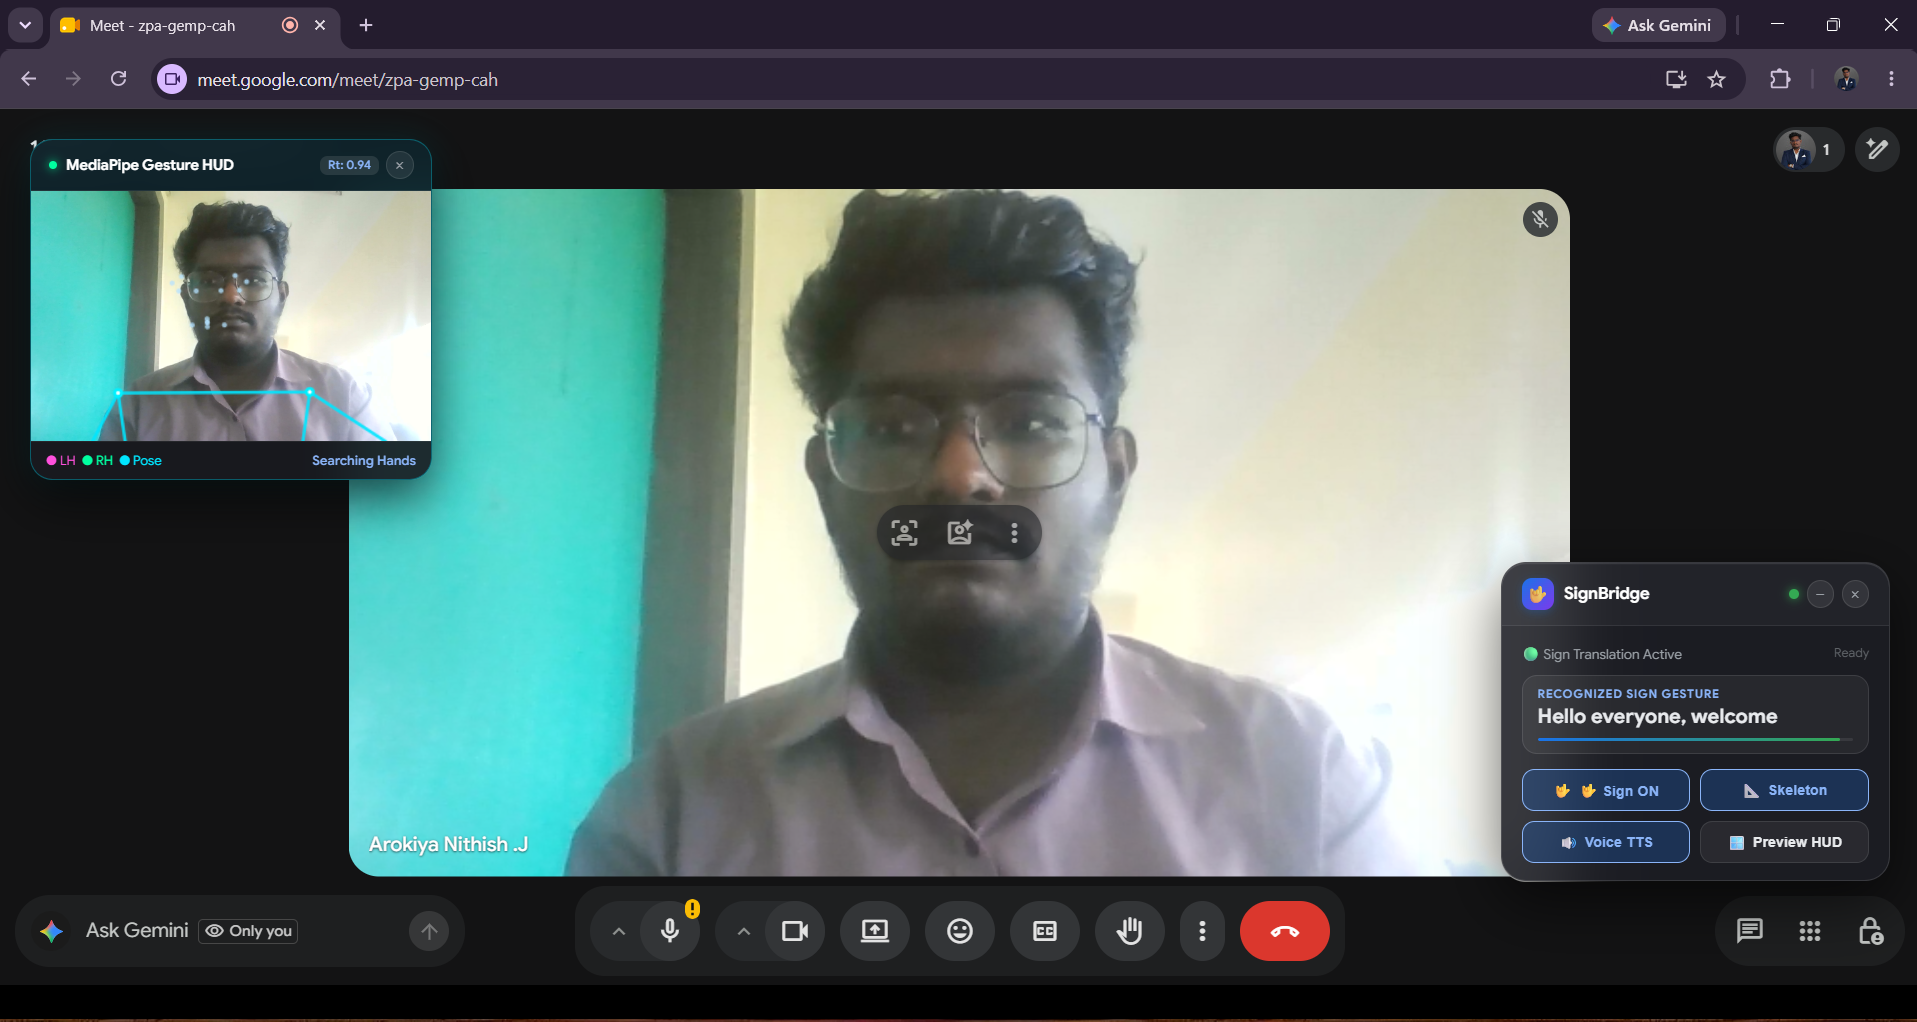 Meet - zpa-gemp-cah
Ask Gemini
meet.google.com/meet/zpa-gemp-cah
MediaPipe Gesture HUD
Rt: 0.94
1
LH RH Pose
Searching Hands
SignBridge
Sign Translation Active
Ready
RECOGNIZED SIGN GESTURE
Hello everyone, welcome
Sign ON
Skeleton
Voice TTS
Preview HUD
Arokiya Nithish .J
Ask Gemini
Only you
CC